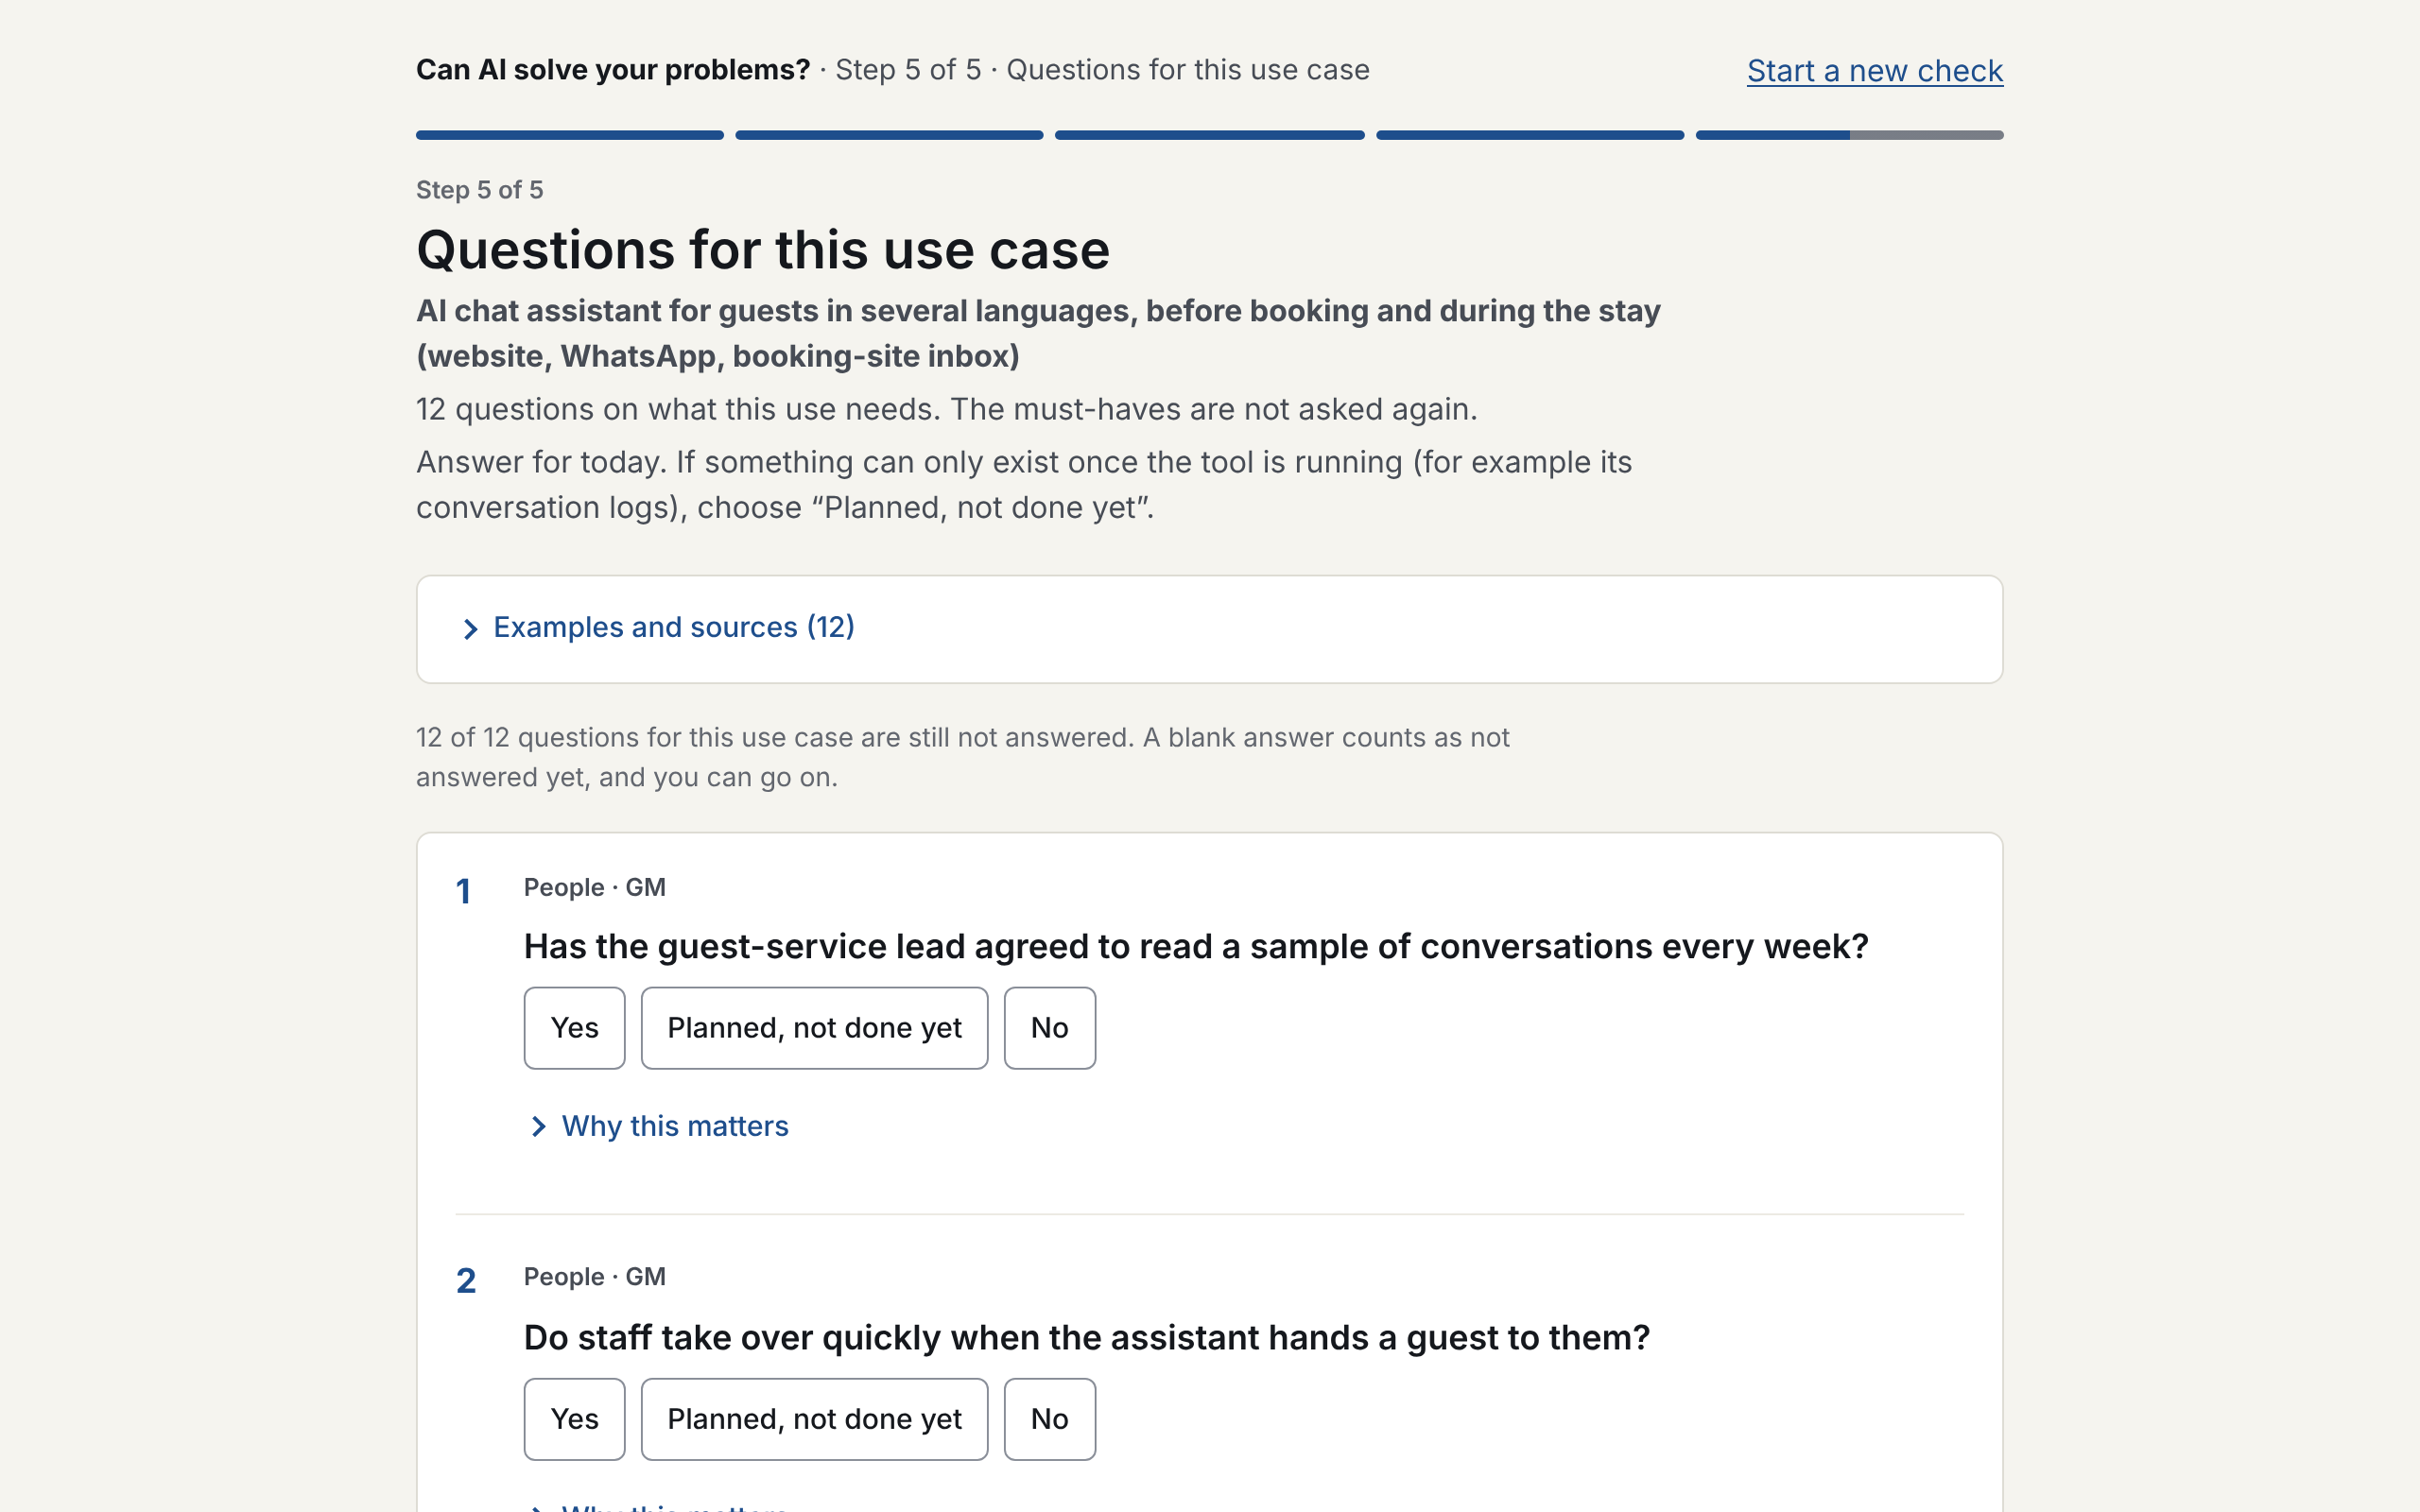 Can AI solve your problems? · Step 5 of 5 · Questions for this use case
Start a new check
Step 5 of 5
Questions for this use case
AI chat assistant for guests in several languages, before booking and during the stay
(website, WhatsApp, booking-site inbox)
12 questions on what this use needs. The must-haves are not asked again.
Answer for today. If something can only exist once the tool is running (for example its
conversation logs), choose “Planned, not done yet”.
Examples and sources (12)
12 of 12 questions for this use case are still not answered. A blank answer counts as not
answered yet, and you can go on.
1
People · GM
Has the guest-service lead agreed to read a sample of conversations every week?
Yes
Planned, not done yet
No
Why this matters
2
People · GM
Do staff take over quickly when the assistant hands a guest to them?
Yes
Planned, not done yet
No